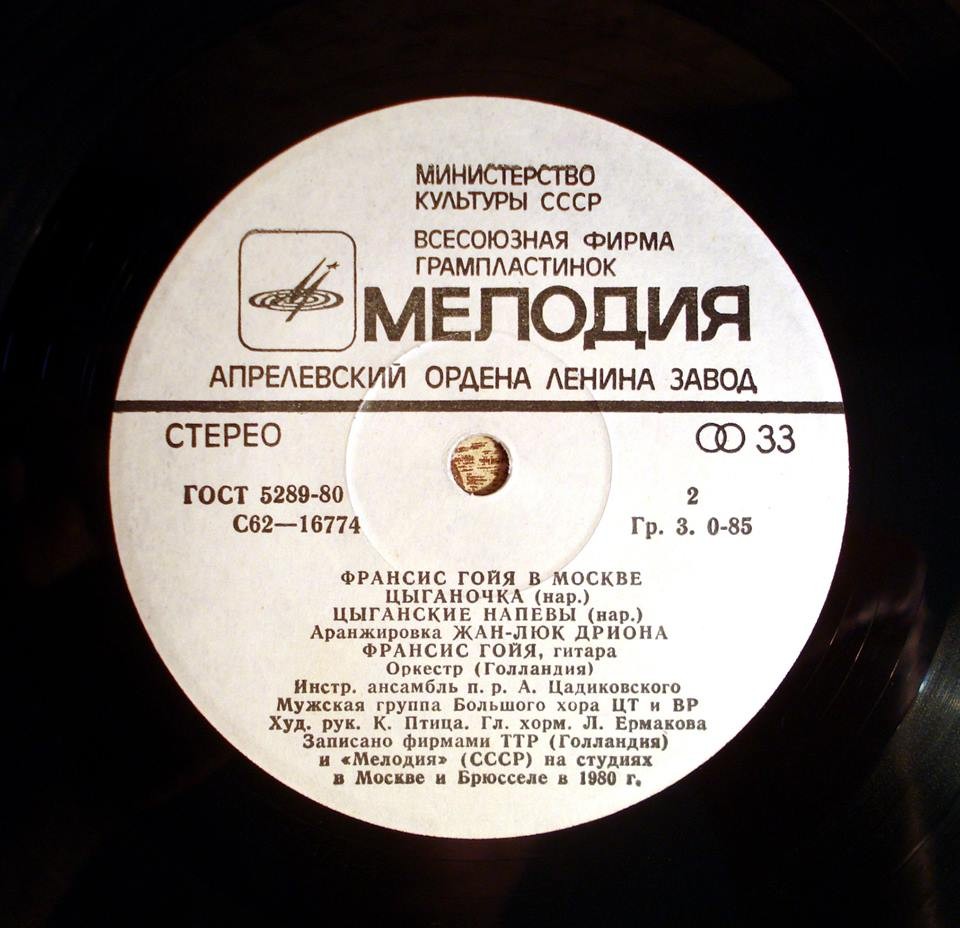 МИНИСТЕРСТВО
КУЛЬТУРЫ СССР
ВСЕСОЮЗНАЯ ФИРМА
ГРАМПЛАСТИНОК
МЕЛОДИЯ
АПРЕЛЕВСКИЙ ОРДЕНА ЛЕНИНА ЗАВОД
СТЕРЕО
33
ГОСТ 5289-80
2
С62—16774
Гр. 3. 0-85
ФРАНСИС ГОЙЯ В МОСКВЕ
ЦЫГАНОЧКА (нар.)
ЦЫГАНСКИЕ НАПЕВЫ (нар.)
Аранжировка ЖАН-ЛЮК ДРИОНА
ФРАНСИС ГОЙЯ, гитара
Оркестр (Голландия)
Инстр. ансамбль п. р. А. Цадиковского
Мужская группа Большого хора ЦТ и ВР
Худ. рук. К. Птица. Гл. хорм. Л. Ермакова
Записано фирмами ТТР (Голландия)
и «Мелодия» (СССР) на студиях
в Москве и Брюсселе в 1980 г.